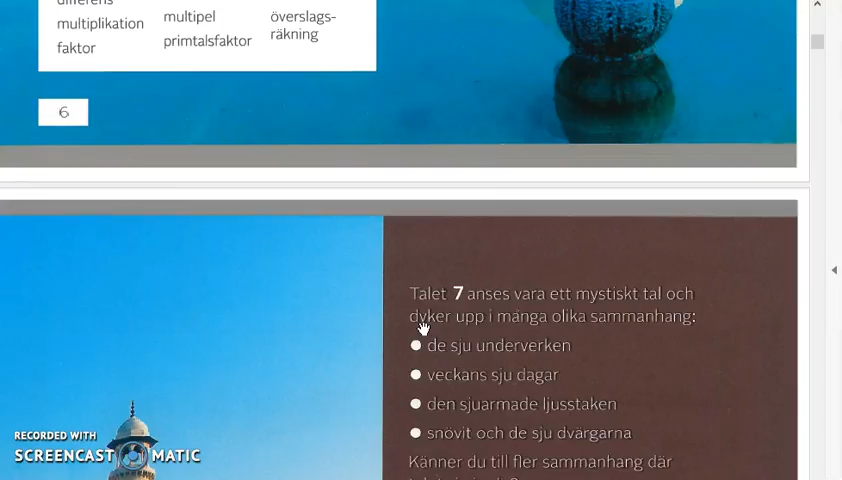 multiplikation
faktor
multipel
primtalsfaktor
överslags-
räkning
6
Talet 7 anses vara ett mystiskt tal och
dyker upp i många olika sammanhang:
● de sju underverken
● veckans sju dagar
● den sjuarmade ljusstaken
● snövit och de sju dvärgarna
Känner du till fler sammanhang där
RECORDED WITH
SCREENCAST MATIC